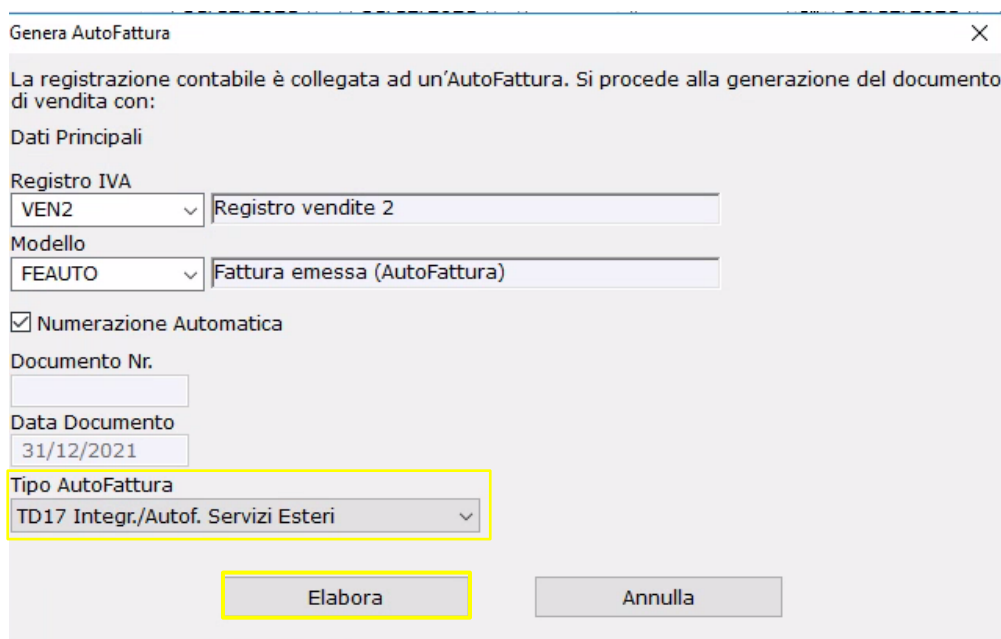 Genera AutoFattura
La registrazione contabile è collegata ad un'AutoFattura. Si procede alla generazione del documento
di vendita con:
Dati Principali
Registro IVA
VEN2 Registro vendite 2
Modello
FEAUTO Fattura emessa (AutoFattura)
Numerazione Automatica
Documento Nr.
Data Documento
31/12/2021
Tipo AutoFattura
TD17 Integr./Autof. Servizi Esteri
Elabora Annulla